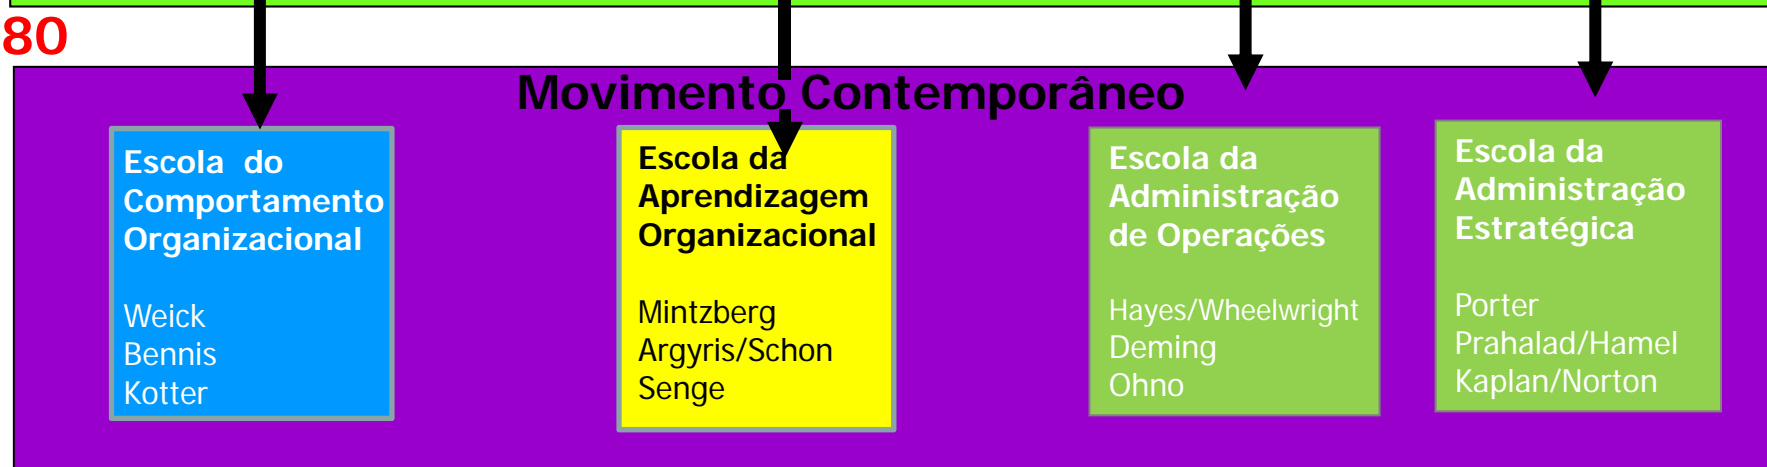 80
Movimento Contemporâneo
Escola do
Comportamento
Organizacional
Weick
Bennis
Kotter
Escola da
Aprendizagem
Organizacional
Mintzberg
Argyris/Schon
Senge
Escola da
Administração
de Operações
Hayes/Wheelwright
Deming
Ohno
Escola da
Administração
Estratégica
Porter
Prahalad/Hamel
Kaplan/Norton